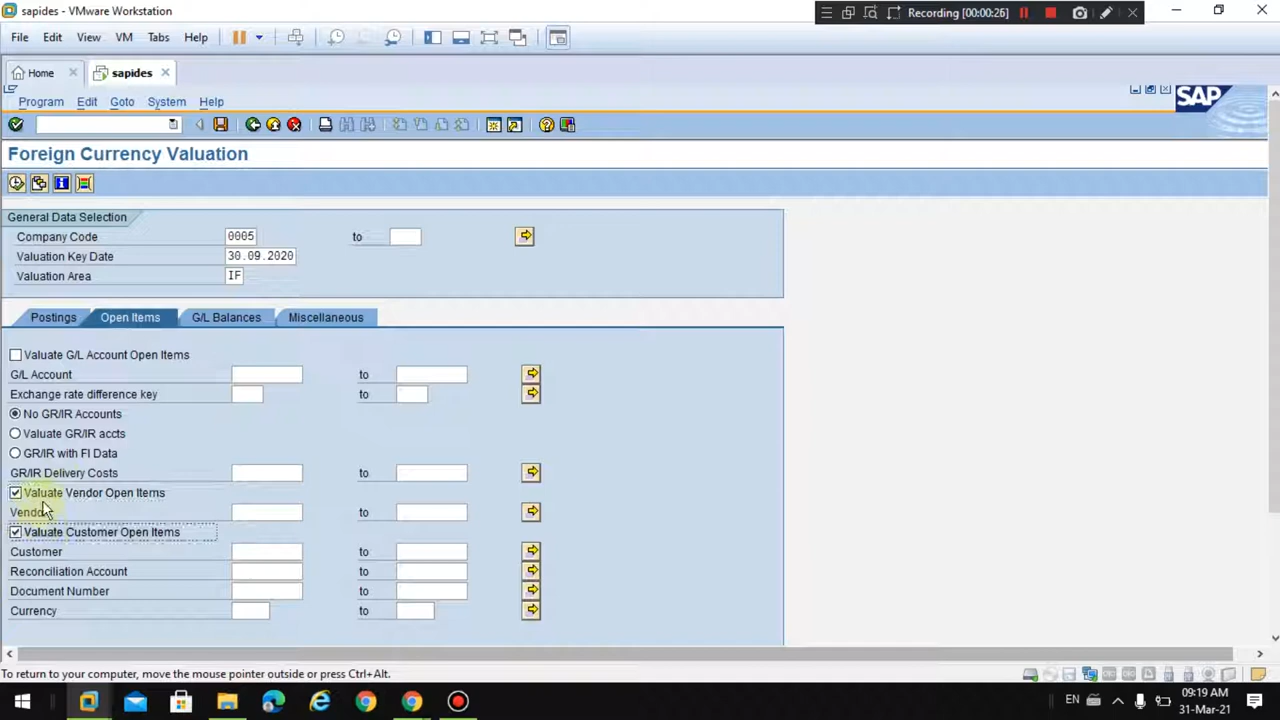 sapides - VMware Workstation
Recording [00:00:26]
File Edit View VM Tabs Help
Home sapides
Program Edit Goto System Help
SAP
Foreign Currency Valuation
General Data Selection
Company Code 0005 to
Valuation Key Date 30.09.2020
Valuation Area IF
Postings Open Items G/L Balances Miscellaneous
Valuate G/L Account Open Items
G/L Account to
Exchange rate difference key to
No GR/IR Accounts
Valuate GR/IR accts
GR/IR with FI Data
GR/IR Delivery Costs to
Valuate Vendor Open Items
Vendor to
Valuate Customer Open Items
Customer to
Reconciliation Account to
Document Number to
Currency to
To return to your computer, move the mouse pointer outside or press Ctrl+Alt.
EN 09:19 AM
31-Mar-21